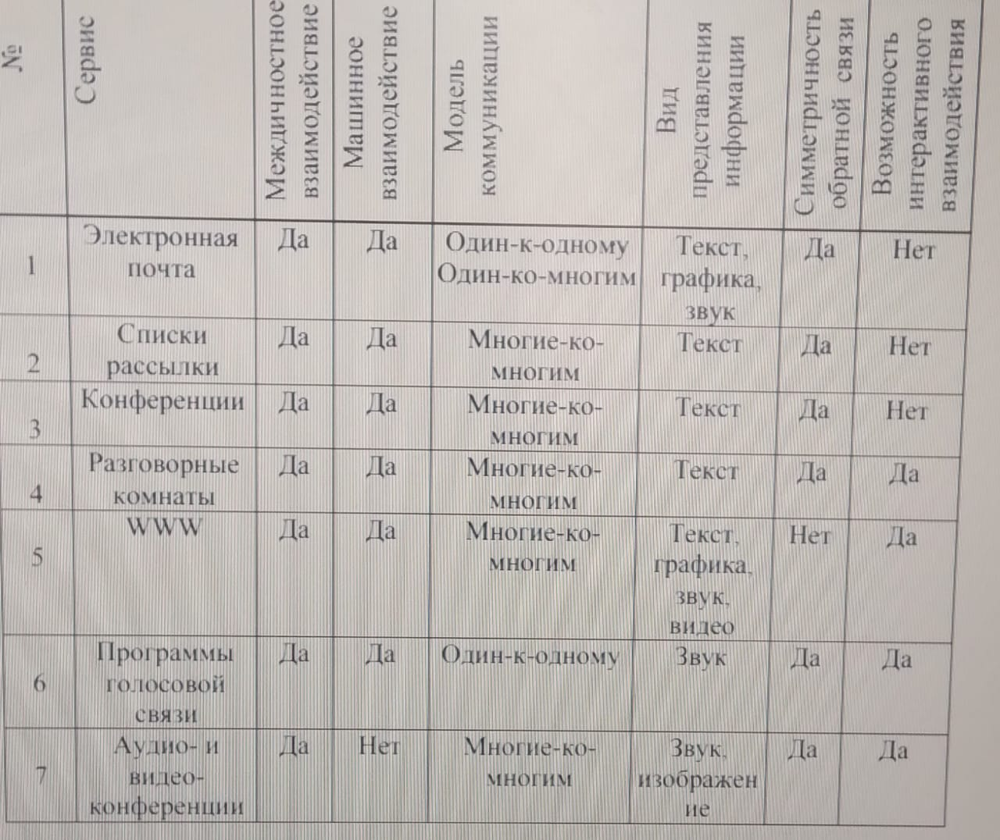 №
Сервис
Междичностное
взаимодействие
Машинное
взаимодействие
Модель
коммуникации
Вид
представления
информации
Симметричность
обратной связи
Возможность
интерактивного
взаимодействия
1
Электронная
почта
Да
Да
Один-к-одному
Один-ко-многим
Текст,
графика,
звук
Да
Нет
2
Списки
рассылки
Да
Да
Многие-ко-
многим
Текст
Да
Нет
3
Конференции
Да
Да
Многие-ко-
многим
Текст
Да
Нет
4
Разговорные
комнаты
Да
Да
Многие-ко-
многим
Текст
Да
Да
5
WWW
Да
Да
Многие-ко-
многим
Текст,
графика,
звук,
видео
Нет
Да
6
Программы
голосовой
связи
Да
Да
Один-к-одному
Звук
Да
Да
7
Аудио- и
видео-
конференции
Да
Нет
Многие-ко-
многим
Звук,
изображен
ие
Да
Да